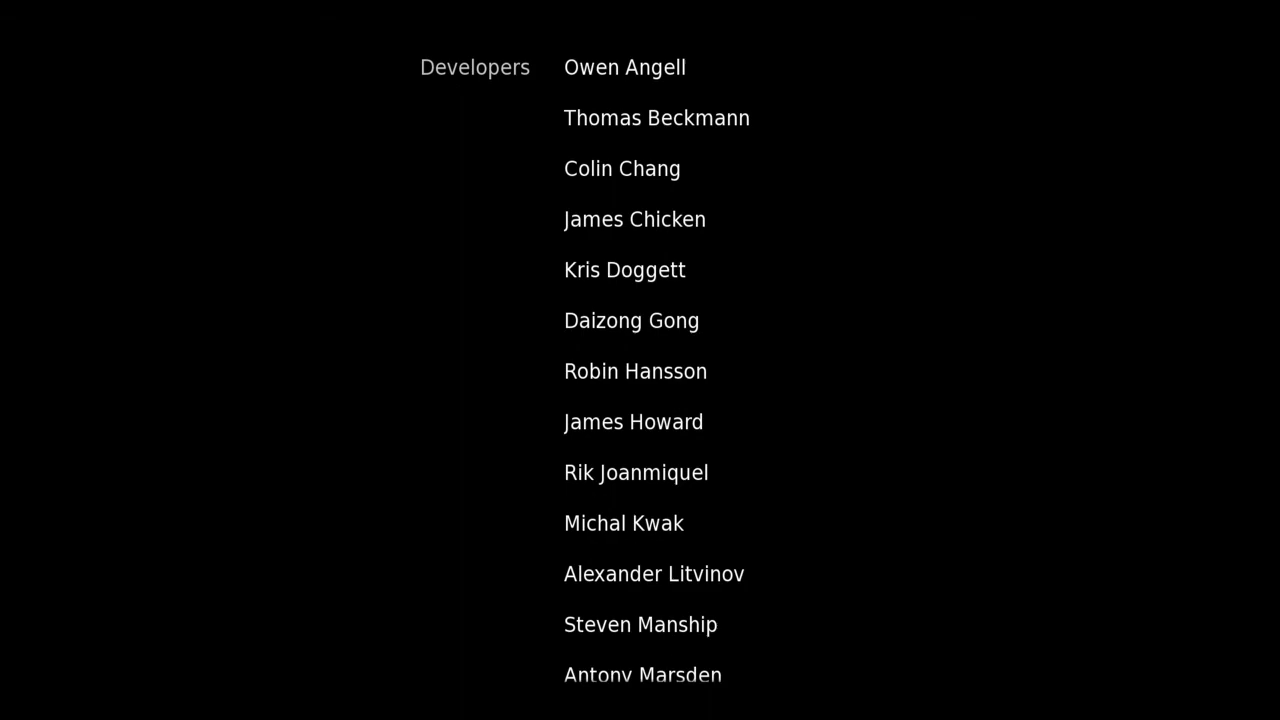 Developers Owen Angell
Thomas Beckmann
Colin Chang
James Chicken
Kris Doggett
Daizong Gong
Robin Hansson
James Howard
Rik Joanmiquel
Michal Kwak
Alexander Litvinov
Steven Manship
Antony Marsden